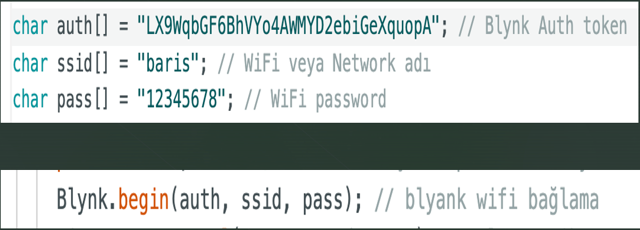 char auth[] = "LX9WqbGF6BhVYo4AWMYD2ebiGeXquopA"; // Blynk Auth token
char ssid[] = "baris"; // WiFi veya Network adı
char pass[] = "12345678"; // WiFi password
Blynk.begin(auth, ssid, pass); // blyank wifi bağlama